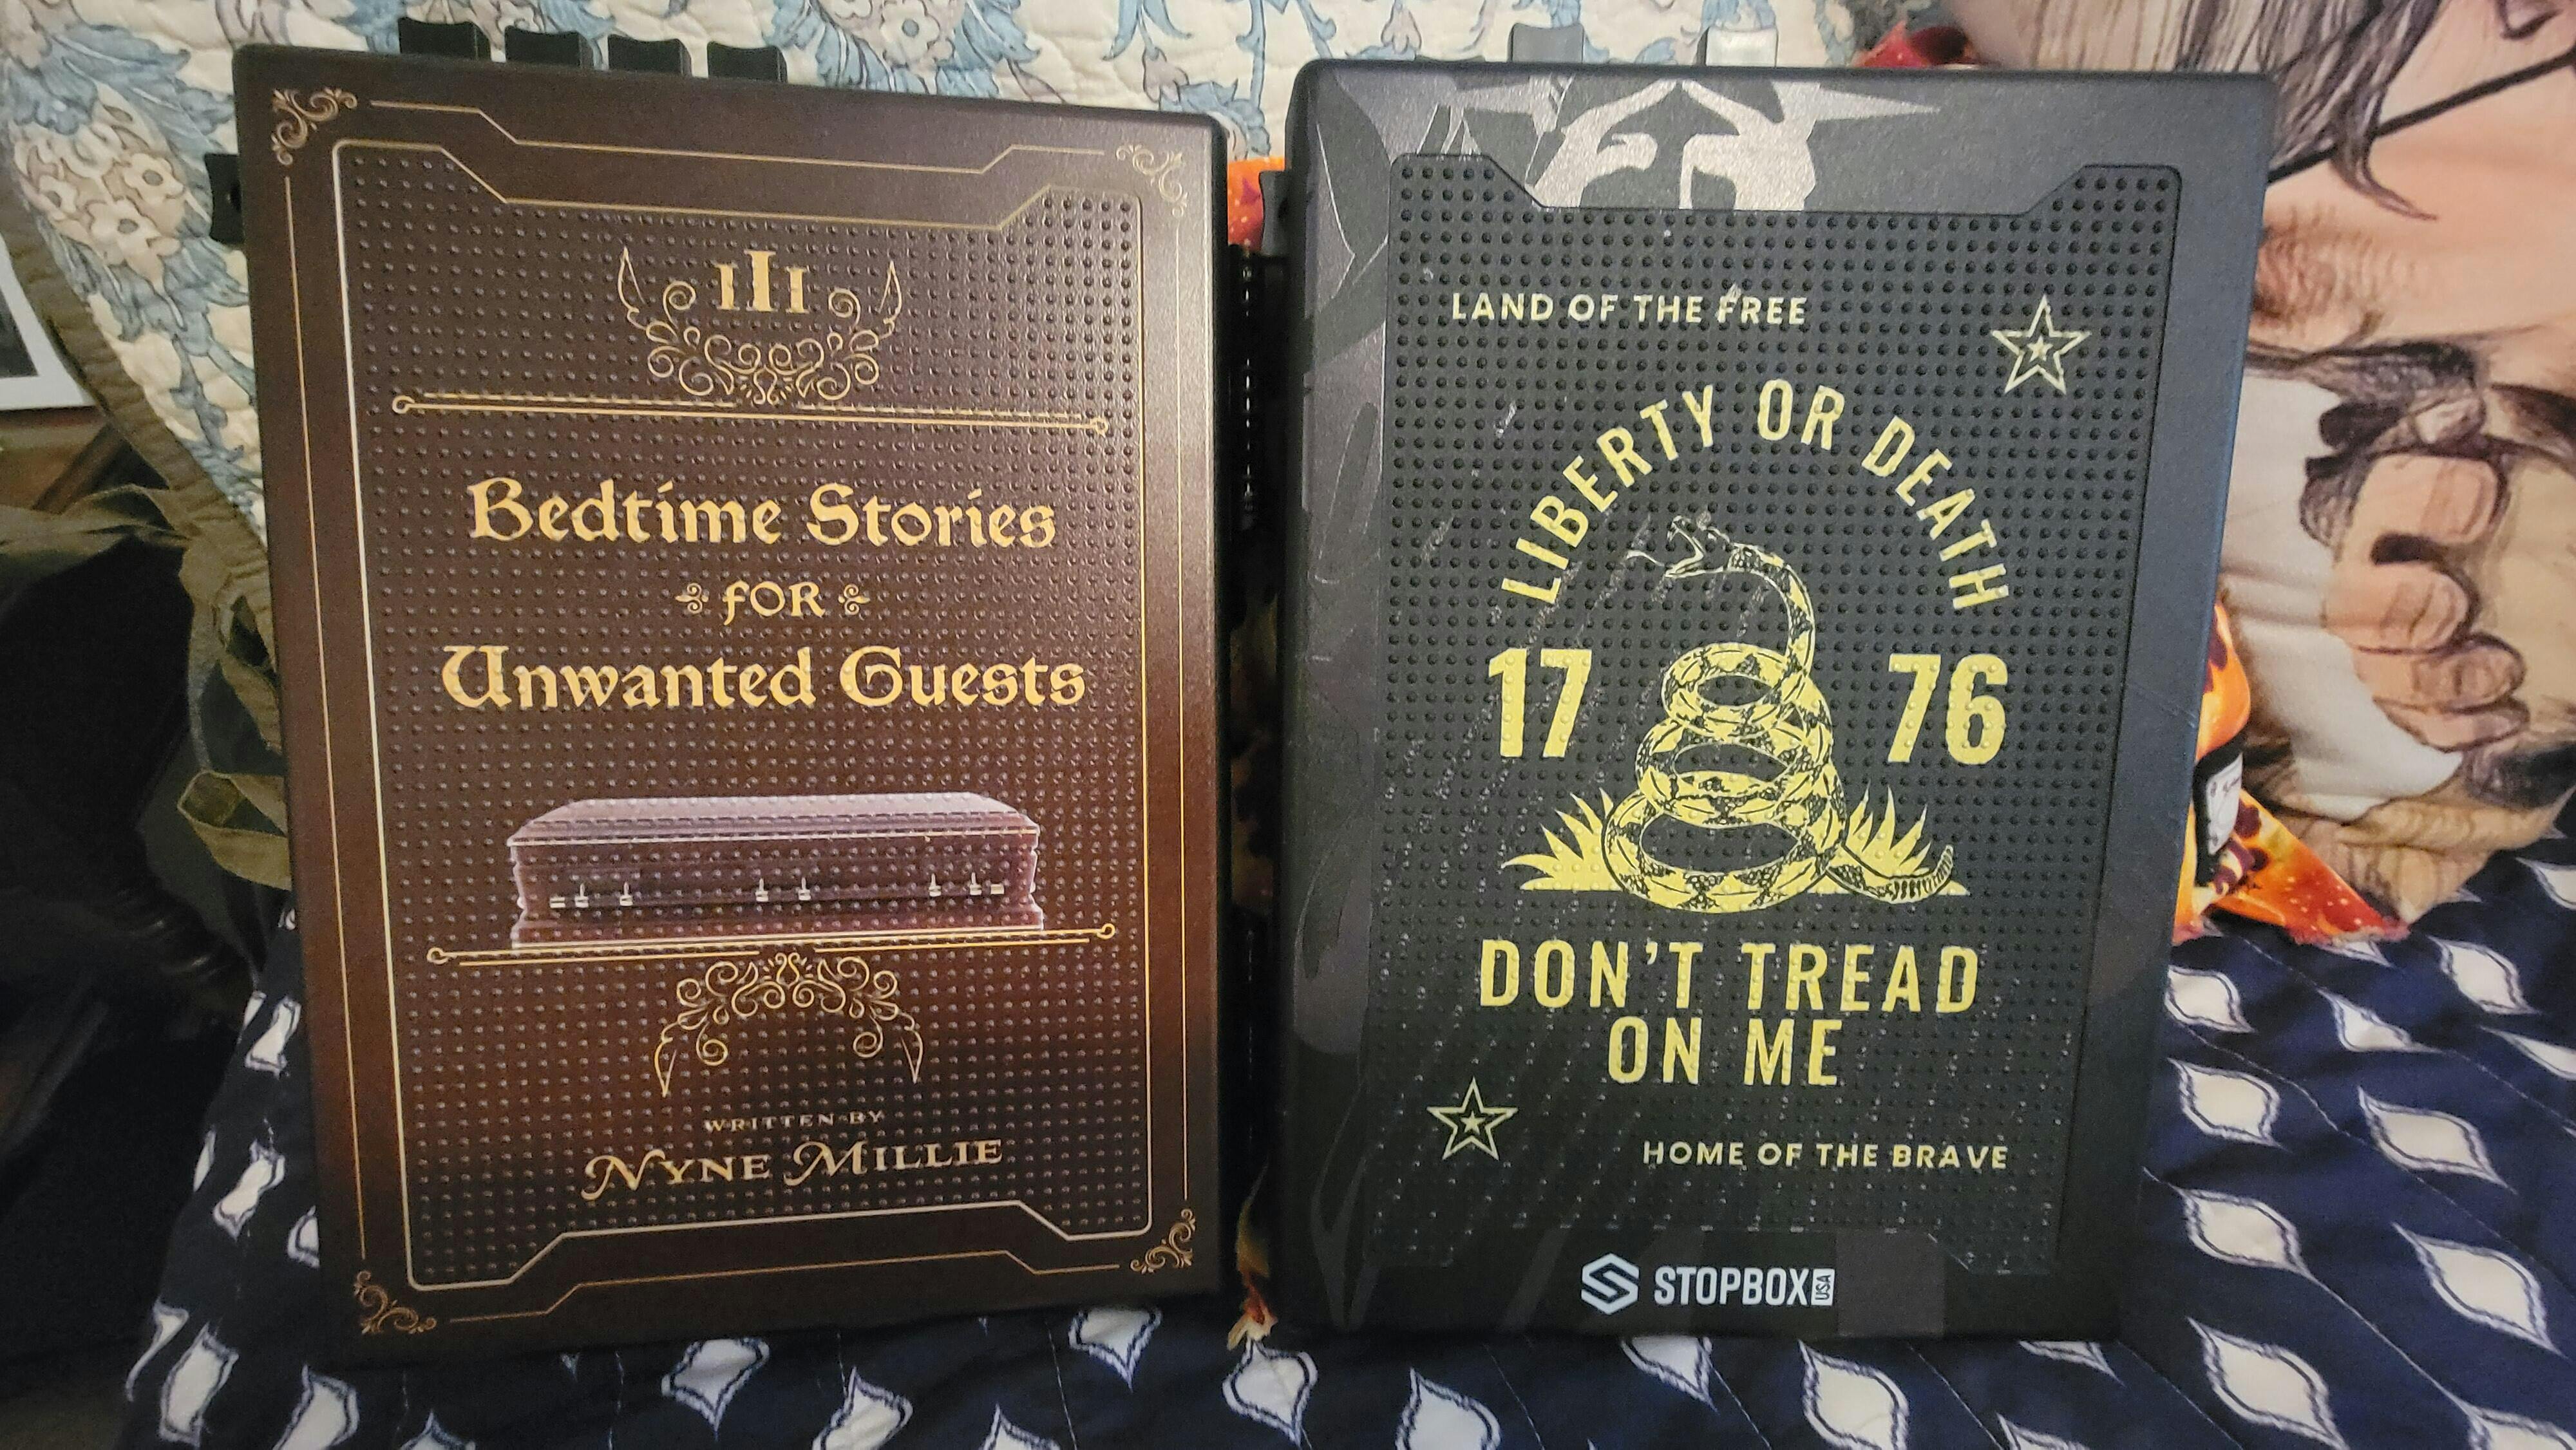 III
Bedtime Stories
FOR
Unwanted Guests
WRITTEN BY
NYNE MILLIE
LAND OF THE FREE
LIBERTY OR DEATH
17 76
DON'T TREAD
ON ME
HOME OF THE BRAVE
STOPBOX USA